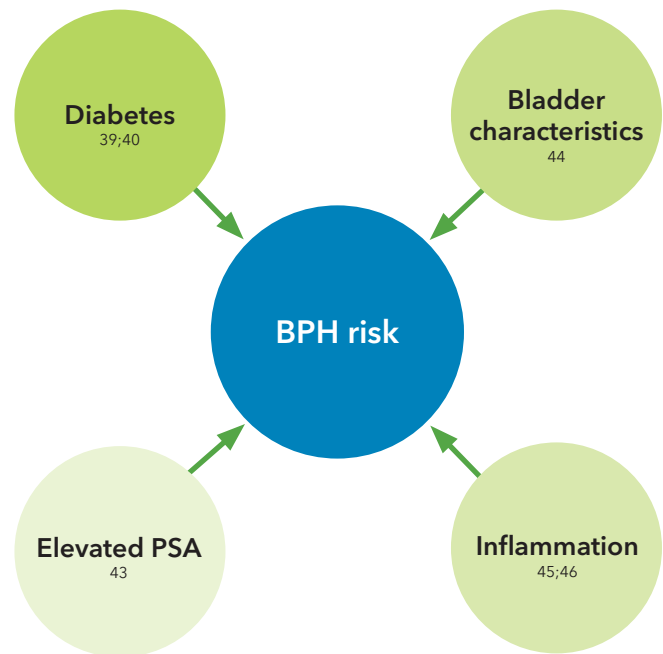 Diabetes
39;40
Bladder
characteristics
44
BPH risk
Elevated PSA
43
Inflammation
45;46